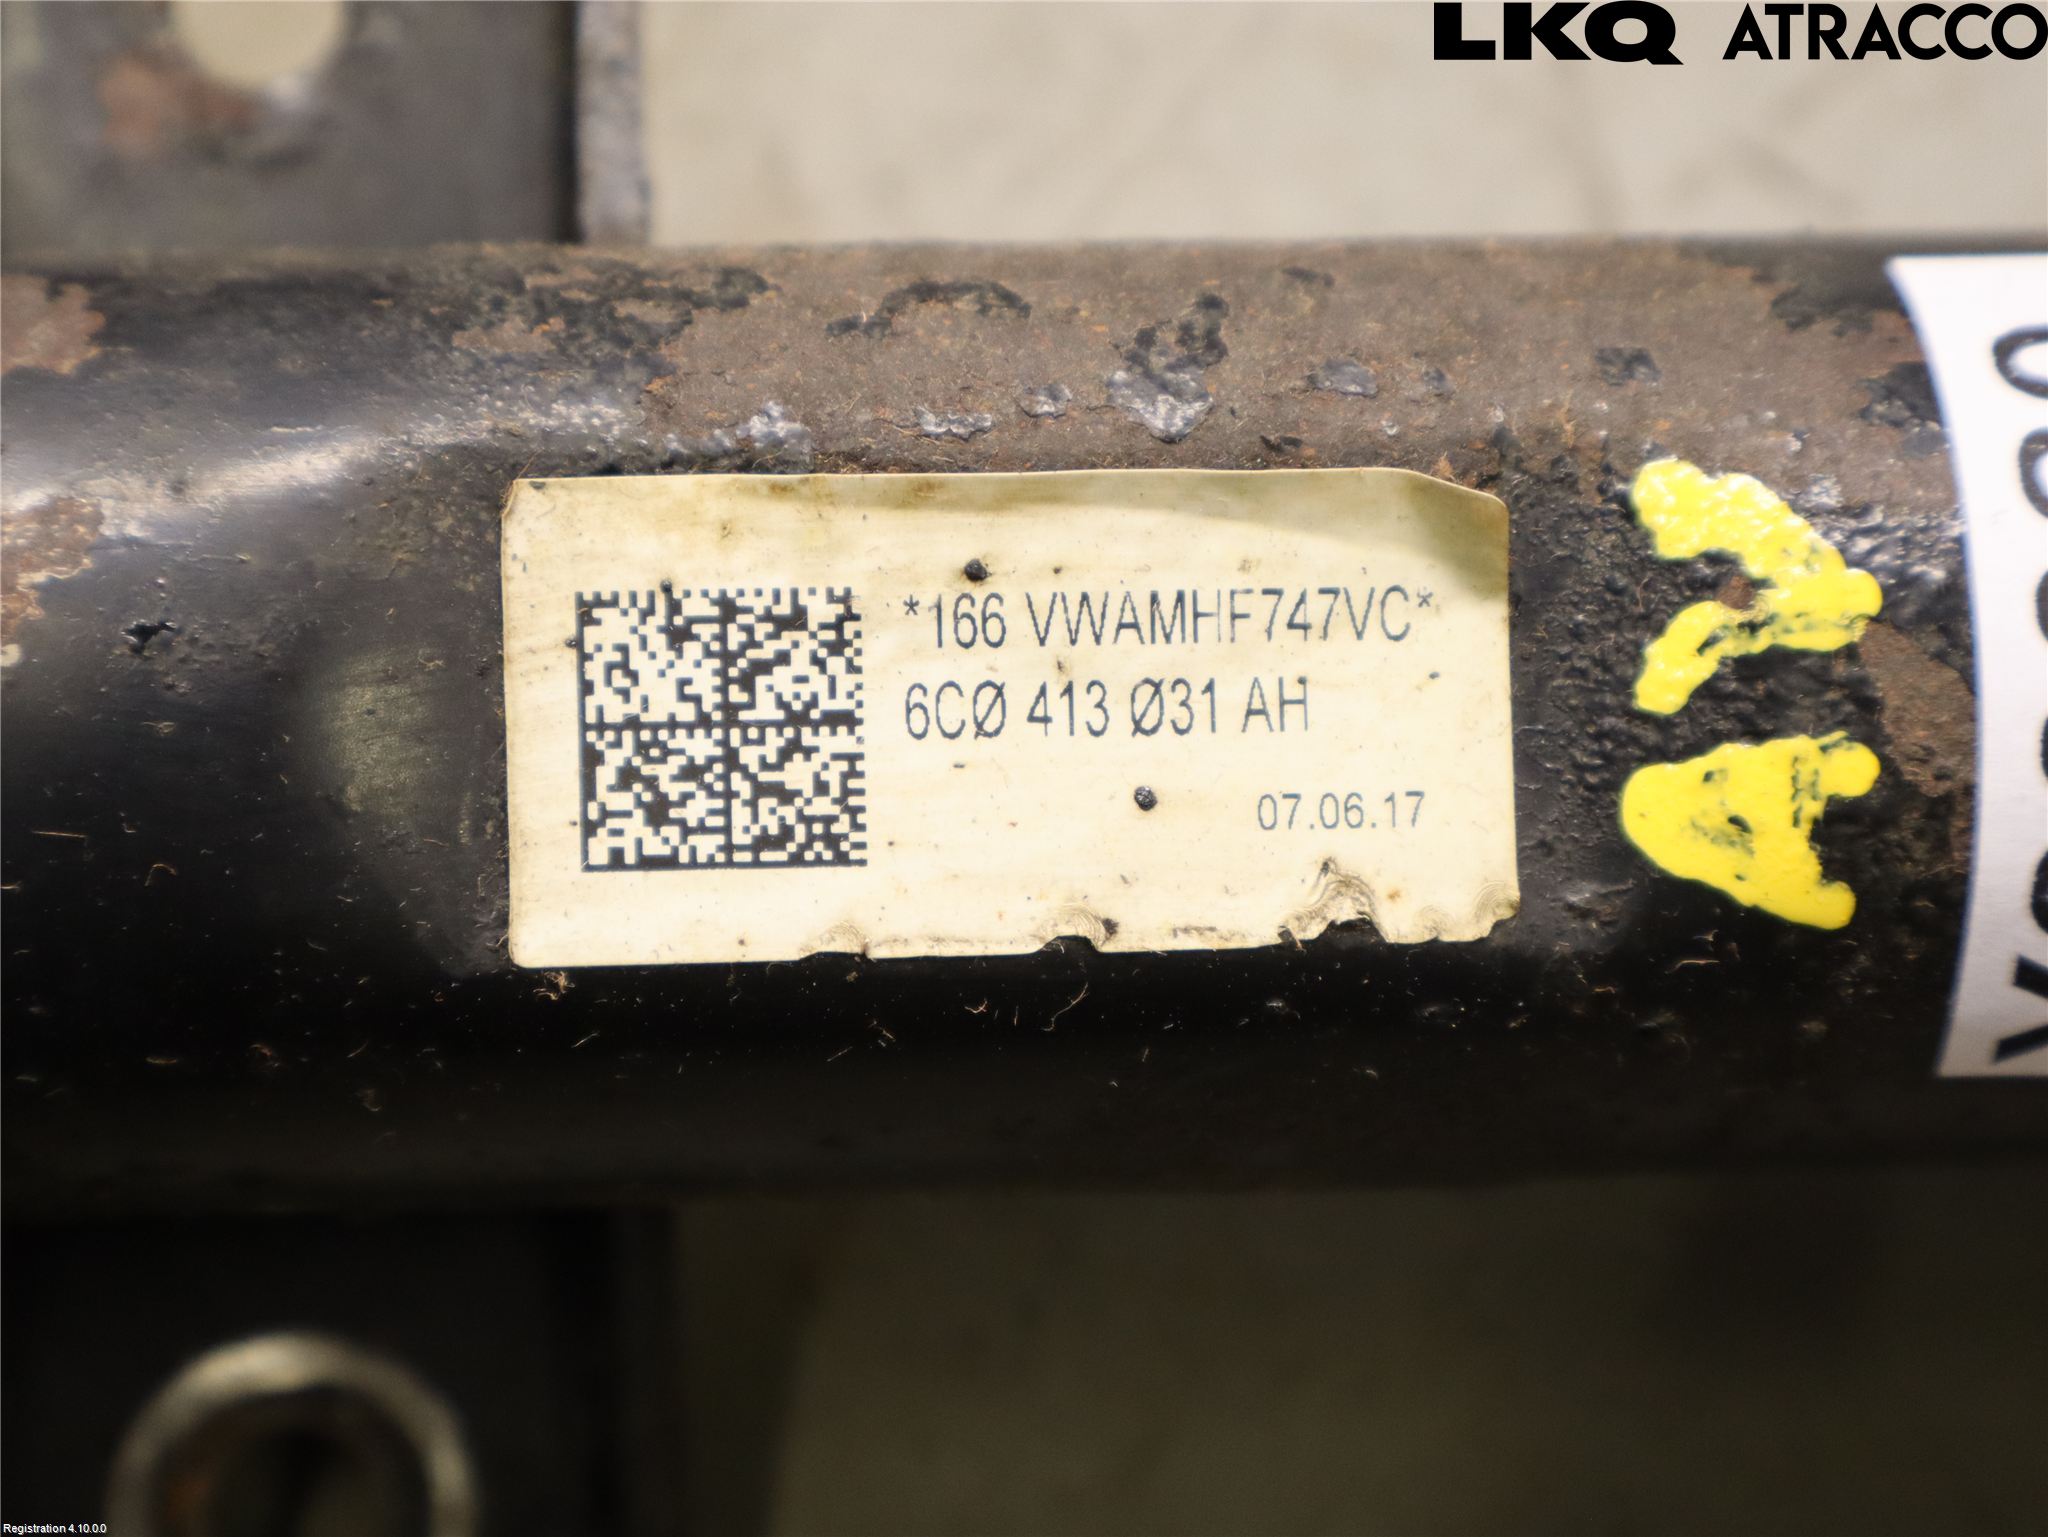 LKQ ATRACCO
*166 VWAMHF747VC*
6CØ 413 Ø31 AH
07.06.17
Registration 4.10.0.0